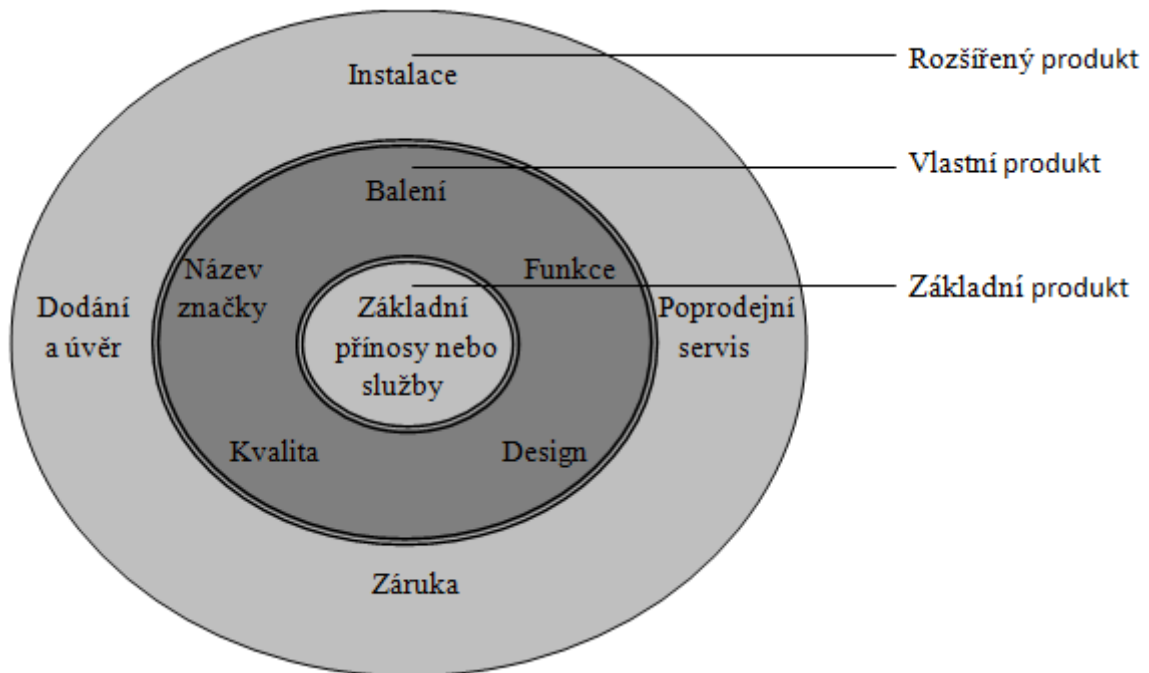 Rozšířený produkt
Instalace
Vlastní produkt
Balení
Název
značky
Funkce
Základní produkt
Dodání
a úvěr
Základní
přínosy nebo
služby
Poprodejní
servis
Kvalita
Design
Záruka